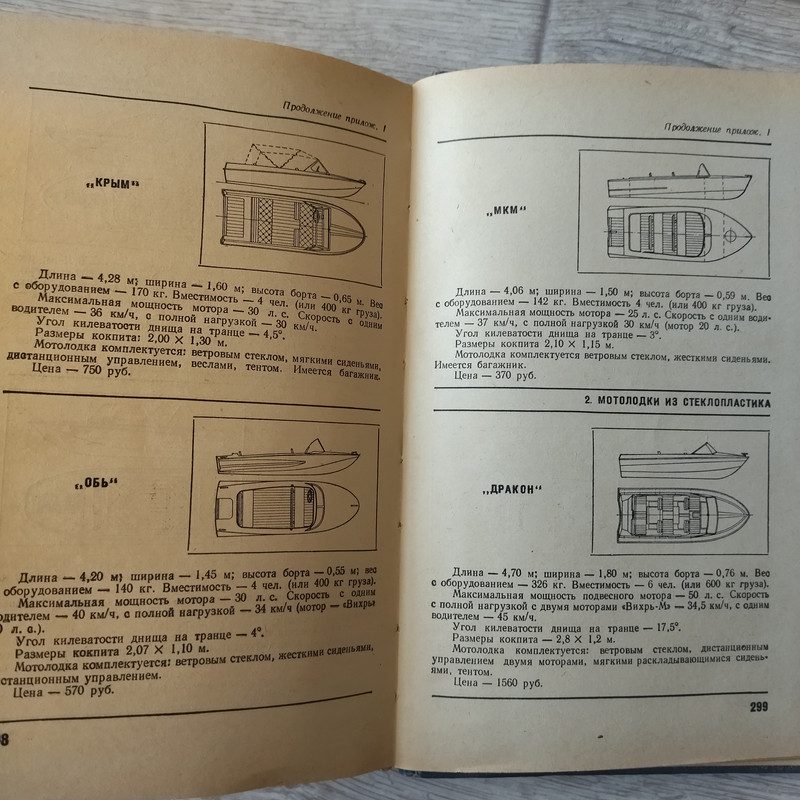 Продолжение прилож. I
„КРЫМ“
Длина — 4,28 м; ширина — 1,60 м; высота борта — 0,65 м. Вес
с оборудованием — 170 кг. Вместимость — 4 чел. (или 400 кг груза).
Максимальная мощность мотора — 30 л. с. Скорость с одним
водителем — 36 км/ч, с полной нагрузкой — 30 км/ч.
Угол килеватости днища на транце — 4,5°.
Размеры кокпита: 2,00 X 1,30 м.
Мотолодка комплектуется: ветровым стеклом, мягкими сиденьями,
дистанционным управлением, веслами, тентом. Имеется багажник.
Цена — 750 руб.
„ОБЬ“
Длина — 4,20 м; ширина — 1,45 м; высота борта — 0,55 м; вес
с оборудованием — 140 кг. Вместимость — 4 чел. (или 400 кг груза).
Максимальная мощность мотора — 30 л. с. Скорость с одним
водителем — 40 км/ч, с полной нагрузкой — 34 км/ч (мотор — «Вихрь»
л. с.).
Угол килеватости днища на транце — 4°.
Размеры кокпита 2,07 X 1,10 м.
Мотолодка комплектуется: ветровым стеклом, жесткими сиденьями,
станционным управлением.
Цена — 570 руб.
8
Продолжение прилож. I
„МКМ“
Длина — 4,06 м; ширина — 1,50 м; высота борта — 0,59 м. Вес
с оборудованием — 142 кг. Вместимость 4 чел. (или 400 кг груза).
Максимальная мощность мотора — 25 л. с. Скорость с одним води-
телем — 37 км/ч, с полной нагрузкой 30 км/ч (мотор 20 л. с.).
Угол килеватости днища на транце — 3°.
Размеры кокпита 2,10 X 1,15 м.
Мотолодка комплектуется ветровым стеклом, жесткими сиденьями.
Имеется багажник.
Цена — 370 руб.
2. МОТОЛОДКИ ИЗ СТЕКЛОПЛАСТИКА
„ДРАКОН“
Длина — 4,70 м; ширина — 1,80 м; высота борта — 0,76 м. Вес
с оборудованием — 326 кг. Вместимость — 6 чел. (или 600 кг груза).
Максимальная мощность подвесного мотора — 50 л. с. Скорость
с полной нагрузкой с двумя моторами «Вихрь-М» — 34,5 км/ч, с одним
водителем — 45 км/ч.
Угол килеватости днища на транце — 17,5°.
Размеры кокпита — 2,8 X 1,2 м.
Мотолодка комплектуется: ветровым стеклом, дистанционным
управлением двумя моторами, мягкими раскладывающимися сидень-
ями, тентом.
Цена — 1560 руб.
299